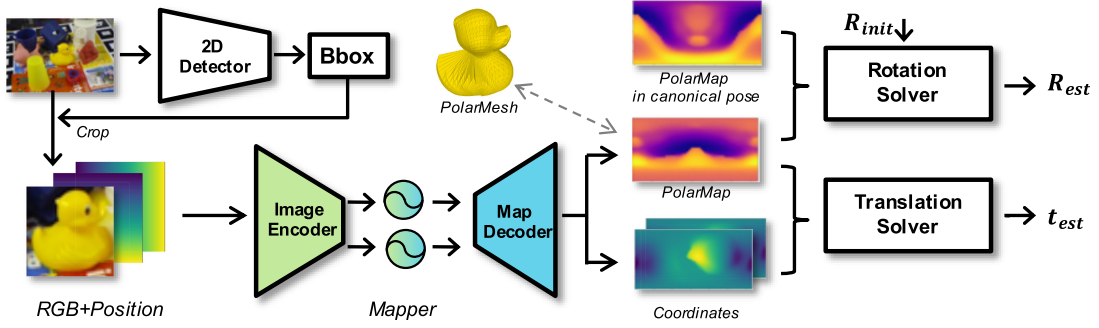 2D
Detector
Bbox
Crop
RGB+Position
PolarMesh
Image
Encoder
Mapper
Map
Decoder
PolarMap
in canonical pose
PolarMap
Coordinates
R_init
Rotation
Solver
R_est
Translation
Solver
t_est